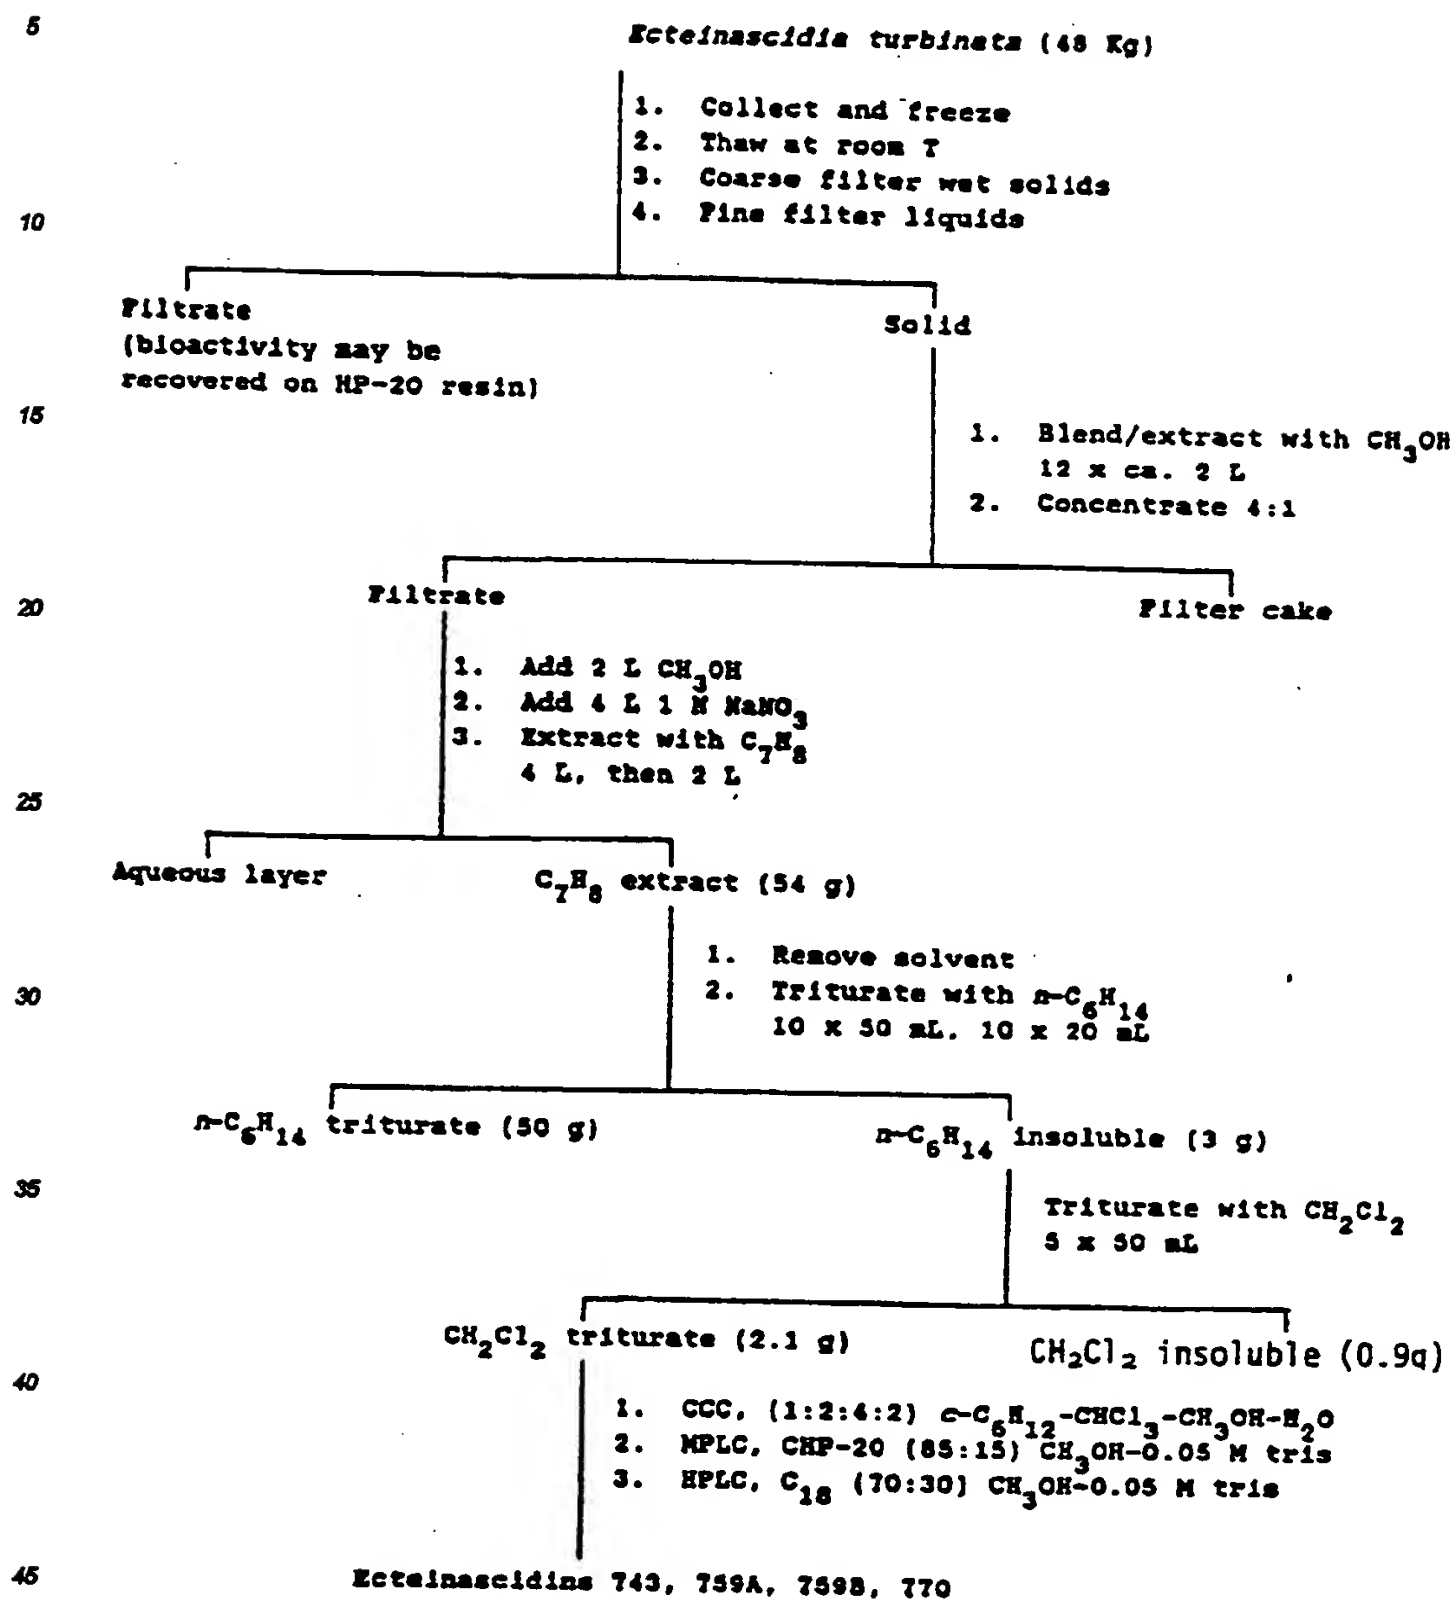 5
Ecteinascidia turbinata (48 Kg)
1. Collect and freeze
2. Thaw at room T
3. Coarse filter wet solids
4. Fine filter liquids
10
Filtrate
(bioactivity may be
recovered on HP-20 resin)
Solid
15
1. Blend/extract with CH₃OH
12 x ca. 2 L
2. Concentrate 4:1
20
Filtrate
Filter cake
1. Add 2 L CH₃OH
2. Add 4 L 1 N NaNO₃
3. Extract with C₇H₈
4 L, then 2 L
25
Aqueous layer
C₇H₈ extract (54 g)
1. Remove solvent
2. Triturate with n-C₆H₁₄
10 x 50 mL, 10 x 20 mL
30
n-C₆H₁₄ triturate (50 g)
n-C₆H₁₄ insoluble (3 g)
35
Triturate with CH₂Cl₂
5 x 50 mL
CH₂Cl₂ triturate (2.1 g)
CH₂Cl₂ insoluble (0.9g)
40
1. CCC, (1:2:4:2) c-C₆H₁₂-CHCl₃-CH₃OH-H₂O
2. MPLC, CHP-20 (85:15) CH₃OH-0.05 M tris
3. HPLC, C₁₈ (70:30) CH₃OH-0.05 M tris
45
Ecteinascidins 743, 759A, 759B, 770